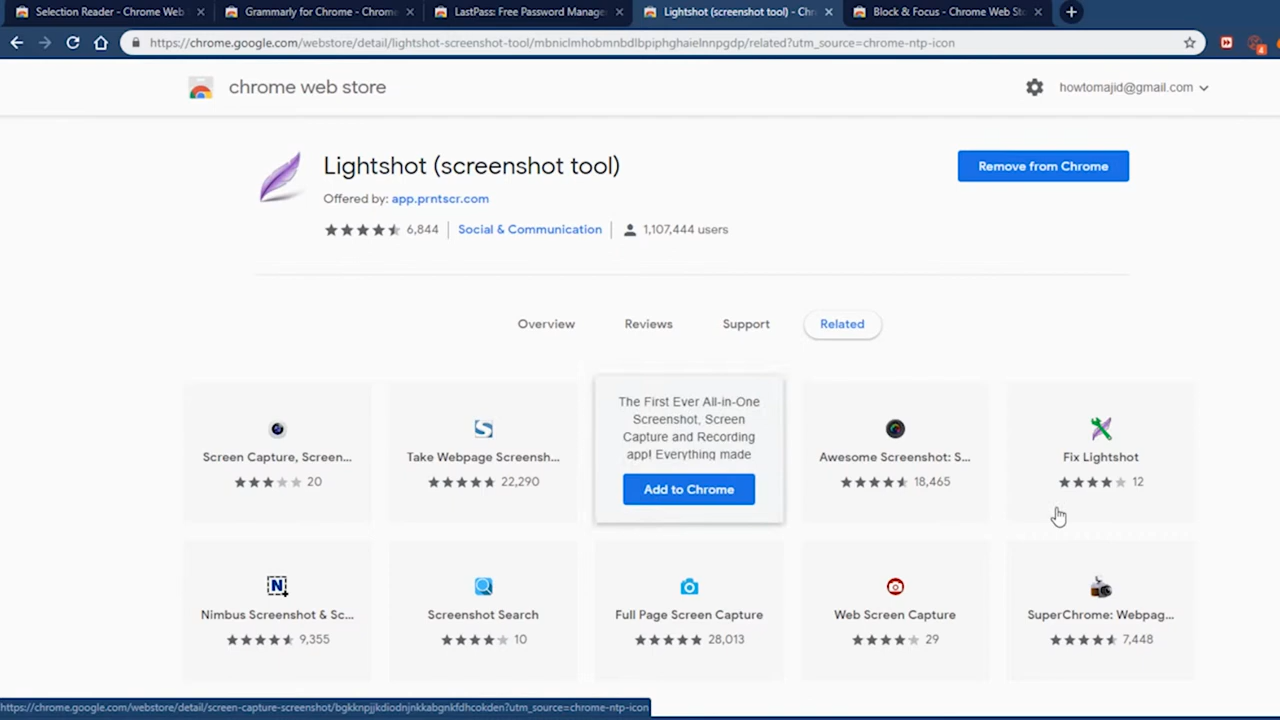 Selection Reader - Chrome Web
Grammarly for Chrome - Chrome
LastPass: Free Password Manage
Lightshot (screenshot tool) - Chr
Block & Focus - Chrome Web Sto
https://chrome.google.com/webstore/detail/lightshot-screenshot-tool/mbniclmhobmnbdlbpiphghaielnnpgdp/related?utm_source=chrome-ntp-icon
4
chrome web store
howtomajid@gmail.com
Lightshot (screenshot tool)
Remove from Chrome
Offered by: app.prntscr.com
6,844
Social & Communication
1,107,444 users
Overview
Reviews
Support
Related
Screen Capture, Screen...
20
S
Take Webpage Screensh...
22,290
The First Ever All-in-One
Screenshot, Screen
Capture and Recording
app! Everything made
Add to Chrome
Awesome Screenshot: S...
18,465
Fix Lightshot
12
N
Nimbus Screenshot & Sc...
9,355
Screenshot Search
10
Full Page Screen Capture
28,013
Web Screen Capture
29
SuperChrome: Webpag...
7,448
https://chrome.google.com/webstore/detail/screen-capture-screenshot/bgkknpjjkdiodnjnkkabgnkfdhcokden?utm_source=chrome-ntp-icon